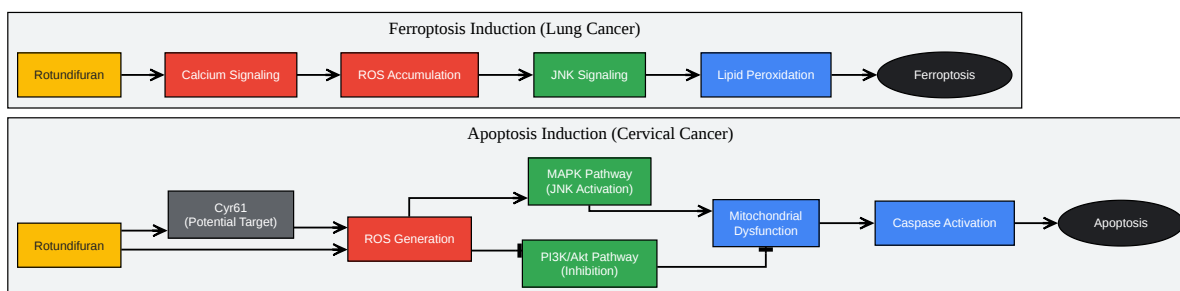 Ferroptosis Induction (Lung Cancer)
Rotundifuran
Calcium Signaling
ROS Accumulation
JNK Signaling
Lipid Peroxidation
Ferroptosis
Apoptosis Induction (Cervical Cancer)
Rotundifuran
Cyr61
(Potential Target)
ROS Generation
MAPK Pathway
(JNK Activation)
PI3K/Akt Pathway
(Inhibition)
Mitochondrial
Dysfunction
Caspase Activation
Apoptosis